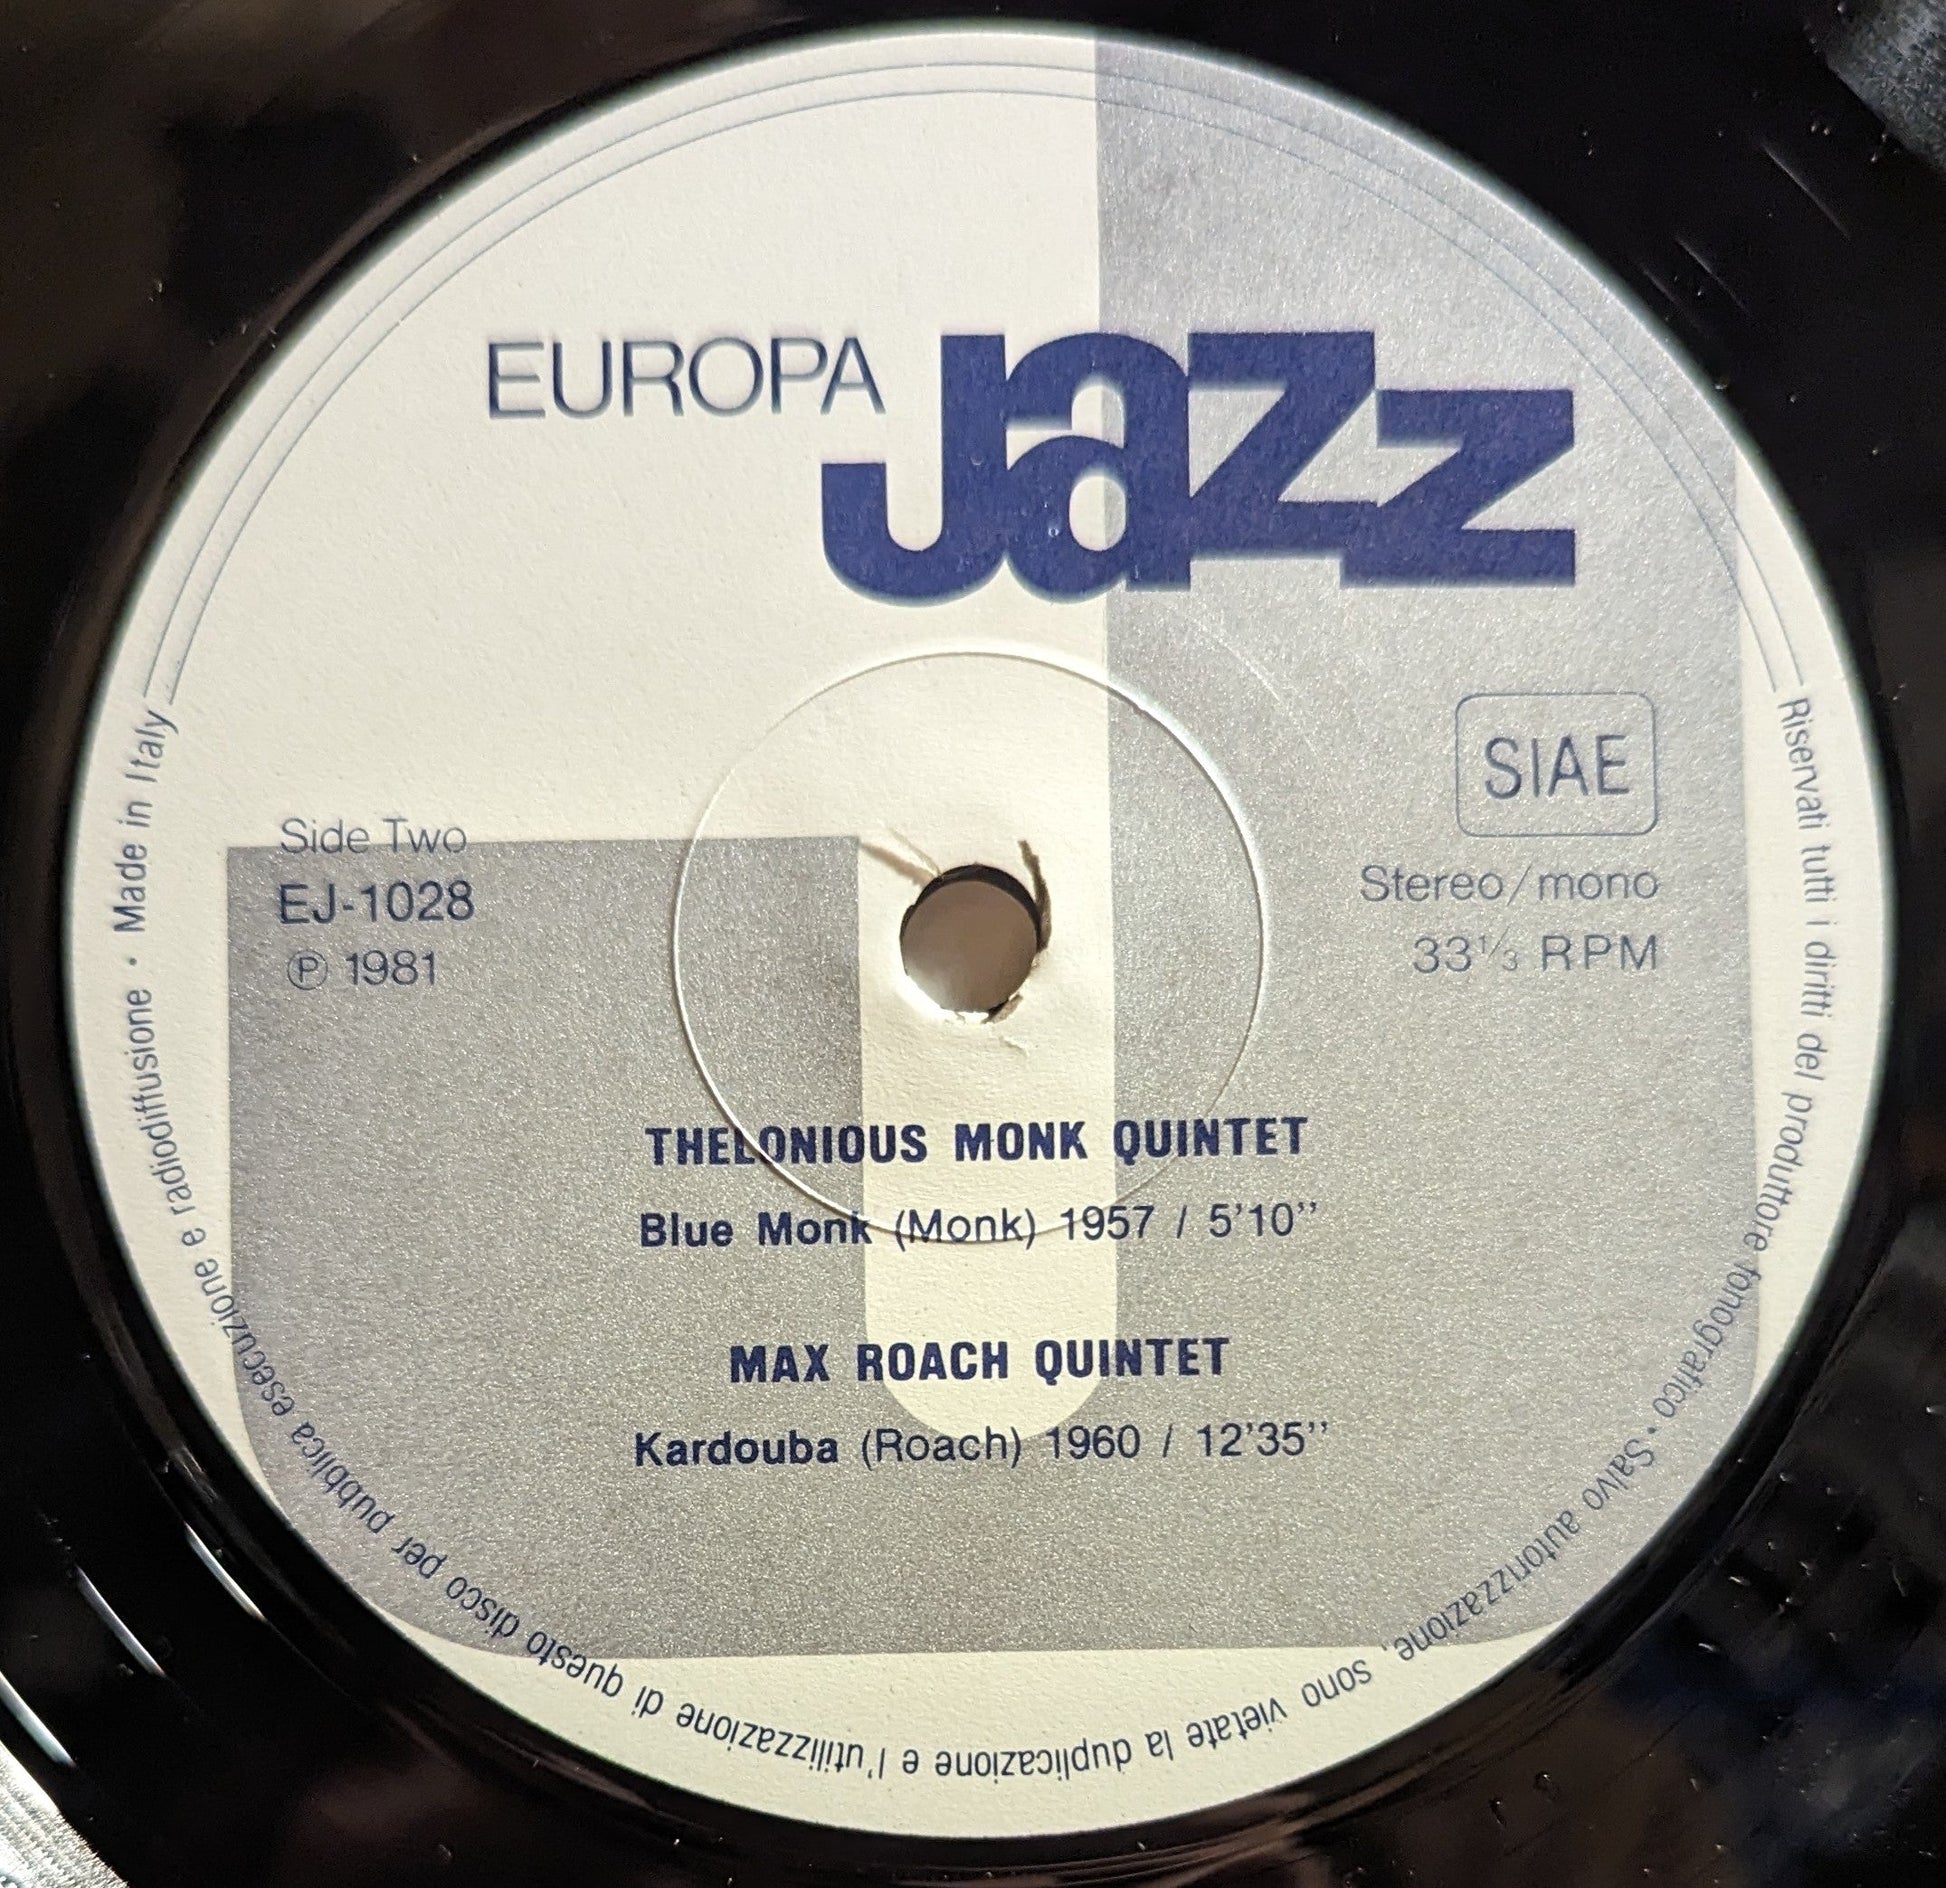 EUROPA
Jazz
SIAE
Side Two
EJ-1028
℗ 1981
Stereo/mono
33⅓ RPM
THELONIOUS MONK QUINTET
Blue Monk (Monk) 1957 / 5'10''
MAX ROACH QUINTET
Kardouba (Roach) 1960 / 12'35''
Riservati tutti i diritti del produttore fonografico · Salvo autorizzazione, sono vietate la duplicazione e l'utilizzazione di questo disco per pubblica esecuzione e radiodiffusione · Made in Italy